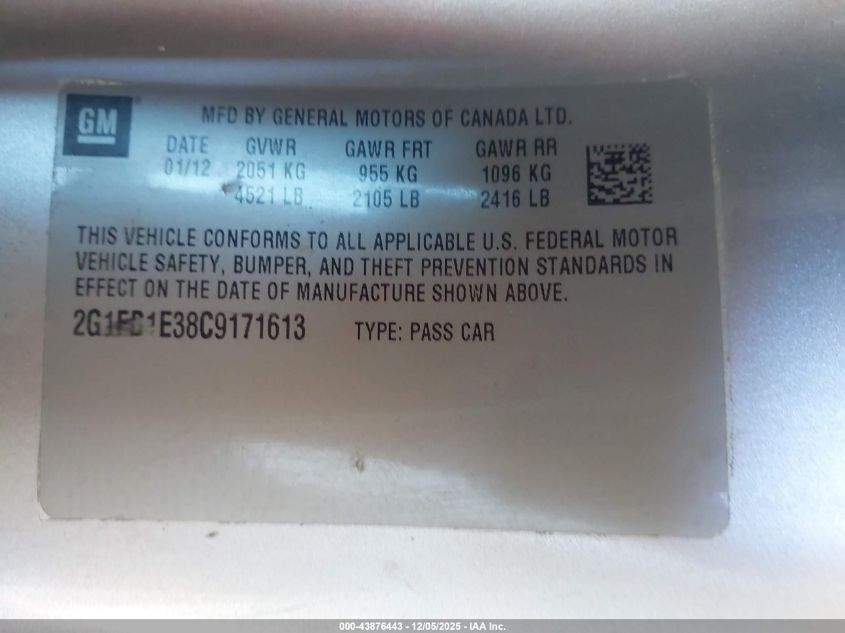 GM
MFD BY GENERAL MOTORS OF CANADA LTD.
DATE GVWR GAWR FRT GAWR RR
01/12 2051 KG 955 KG 1096 KG
4521 LB 2105 LB 2416 LB
THIS VEHICLE CONFORMS TO ALL APPLICABLE U.S. FEDERAL MOTOR
VEHICLE SAFETY, BUMPER, AND THEFT PREVENTION STANDARDS IN
EFFECT ON THE DATE OF MANUFACTURE SHOWN ABOVE.
2G1FB1E38C9171613 TYPE: PASS CAR
000-43876443 - 12/05/2025 - IAA Inc.